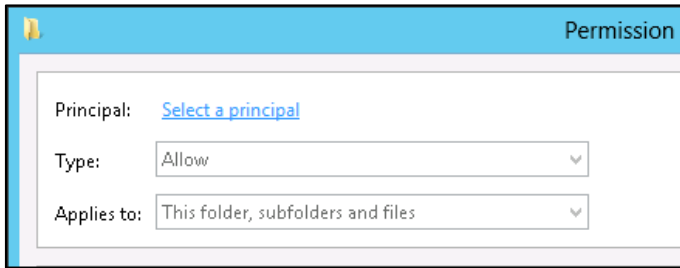 Permission
Principal: Select a principal
Type: Allow
Applies to: This folder, subfolders and files